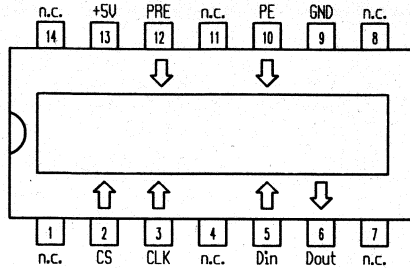 n.c. +5V PRE n.c. PE GND n.c.
14 13 12 11 10 9 8
1 2 3 4 5 6 7
n.c. CS CLK n.c. Din Dout n.c.